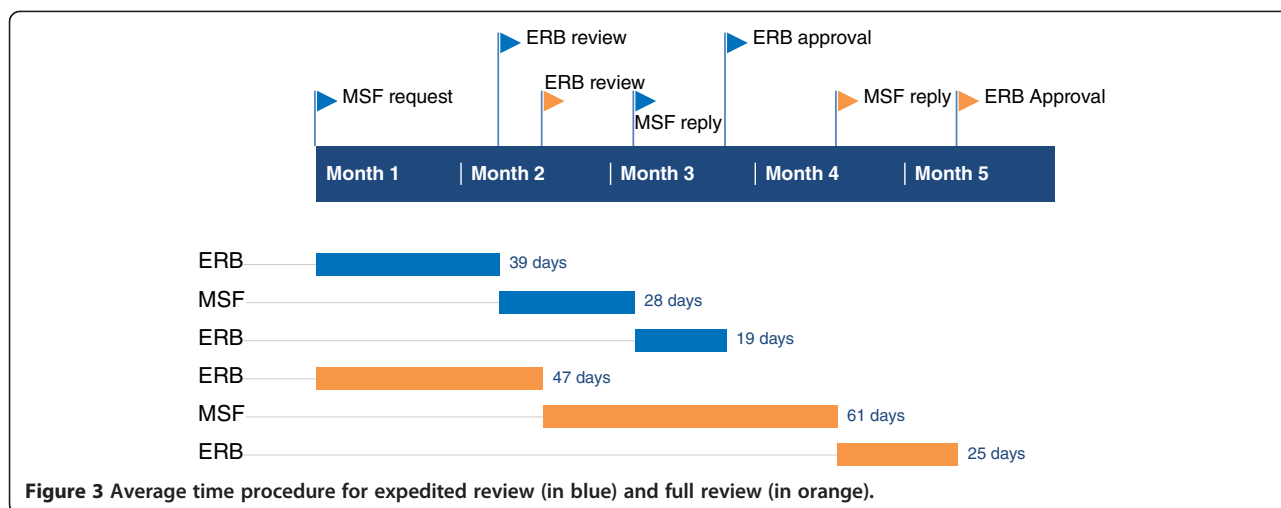 ERB review
ERB approval
ERB review
MSF request
MSF reply
MSF reply
ERB Approval
Month 1
Month 2
Month 3
Month 4
Month 5
ERB
39 days
MSF
28 days
ERB
19 days
ERB
47 days
MSF
61 days
ERB
25 days
Figure 3 Average time procedure for expedited review (in blue) and full review (in orange).